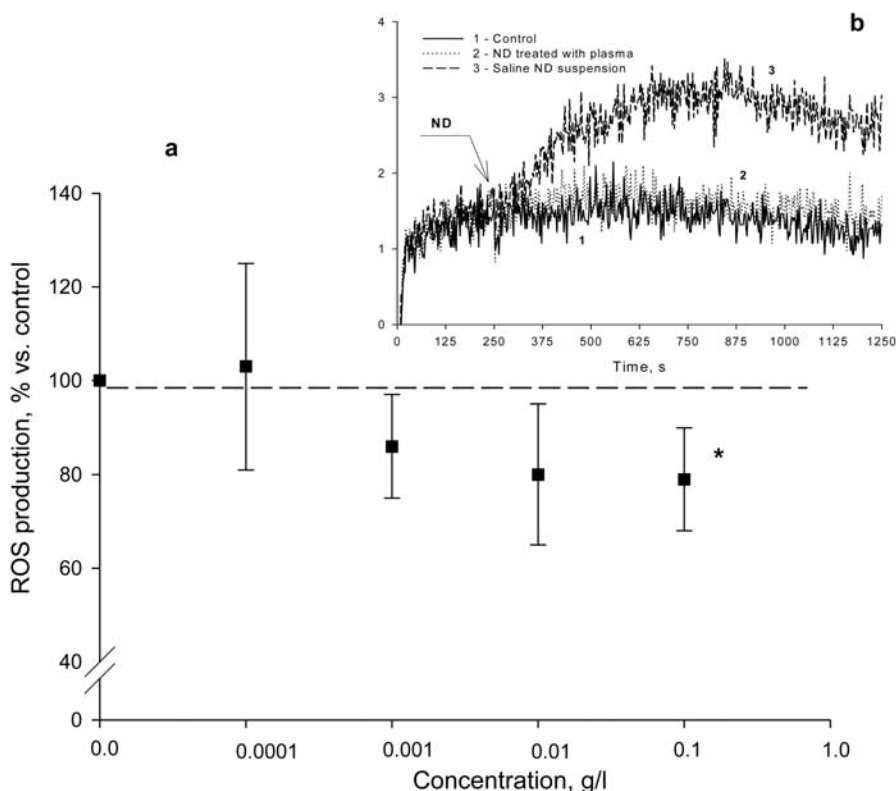 a
ROS production, % vs. control
140
120
100
80
60
40
0
0.0 0.0001 0.001 0.01 0.1 1.0
Concentration, g/l
*
b
1 - Control
2 - ND treated with plasma
3 - Saline ND suspension
ND
3
2
1
4
3
2
1
0
0 125 250 375 500 625 750 875 1000 1125 1250
Time, s